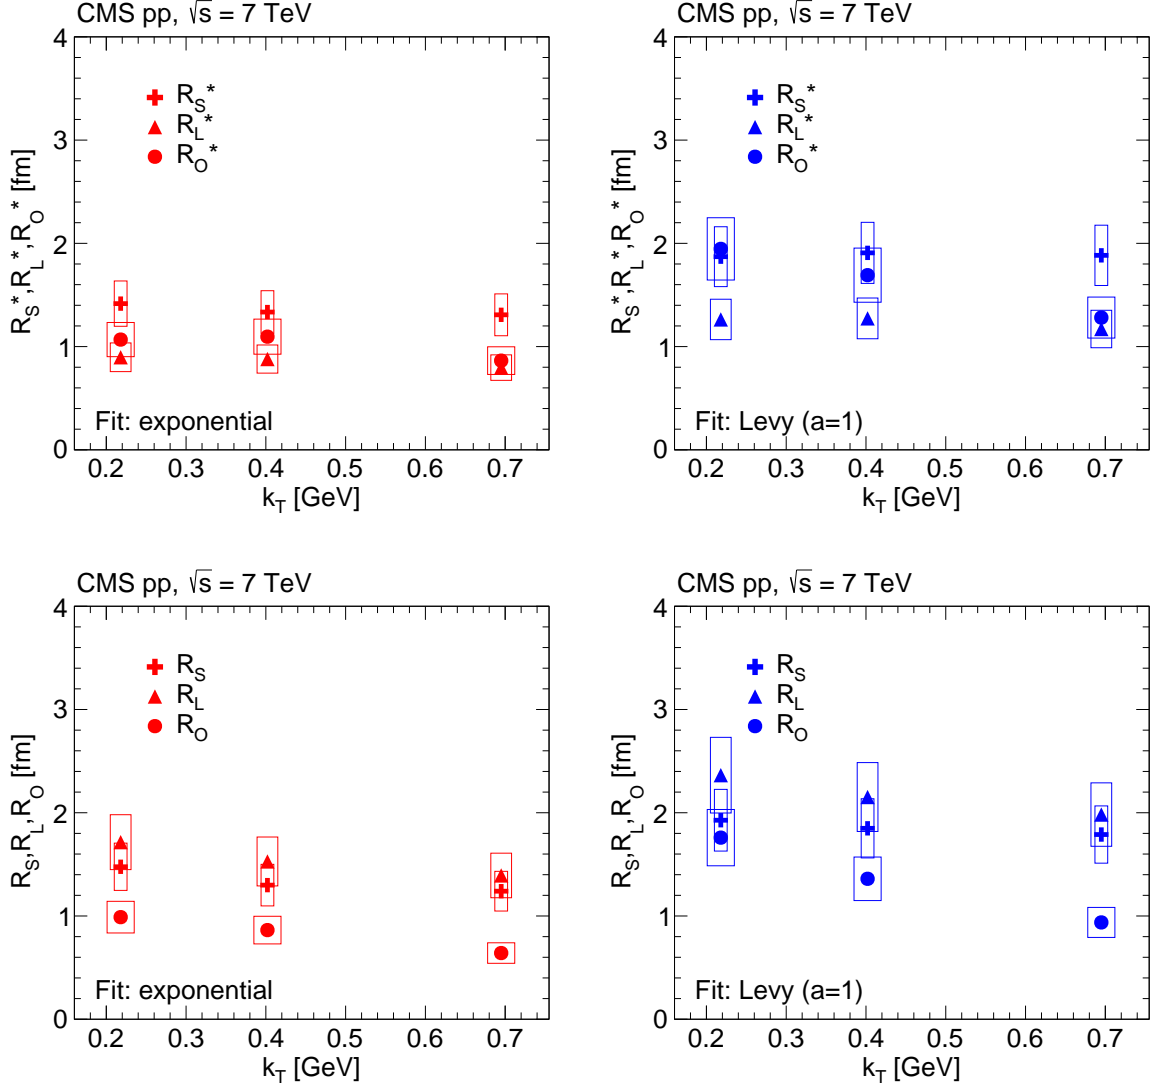 CMS pp, √s = 7 TeV
R_S*, R_L*, R_O* [fm]
4
3
2
1
0
R_S*
R_L*
R_O*
Fit: exponential
0.2 0.3 0.4 0.5 0.6 0.7
k_T [GeV]
CMS pp, √s = 7 TeV
R_S*, R_L*, R_O* [fm]
4
3
2
1
0
R_S*
R_L*
R_O*
Fit: Levy (a=1)
0.2 0.3 0.4 0.5 0.6 0.7
k_T [GeV]
CMS pp, √s = 7 TeV
R_S, R_L, R_O [fm]
4
3
2
1
0
R_S
R_L
R_O
Fit: exponential
0.2 0.3 0.4 0.5 0.6 0.7
k_T [GeV]
CMS pp, √s = 7 TeV
R_S, R_L, R_O [fm]
4
3
2
1
0
R_S
R_L
R_O
Fit: Levy (a=1)
0.2 0.3 0.4 0.5 0.6 0.7
k_T [GeV]